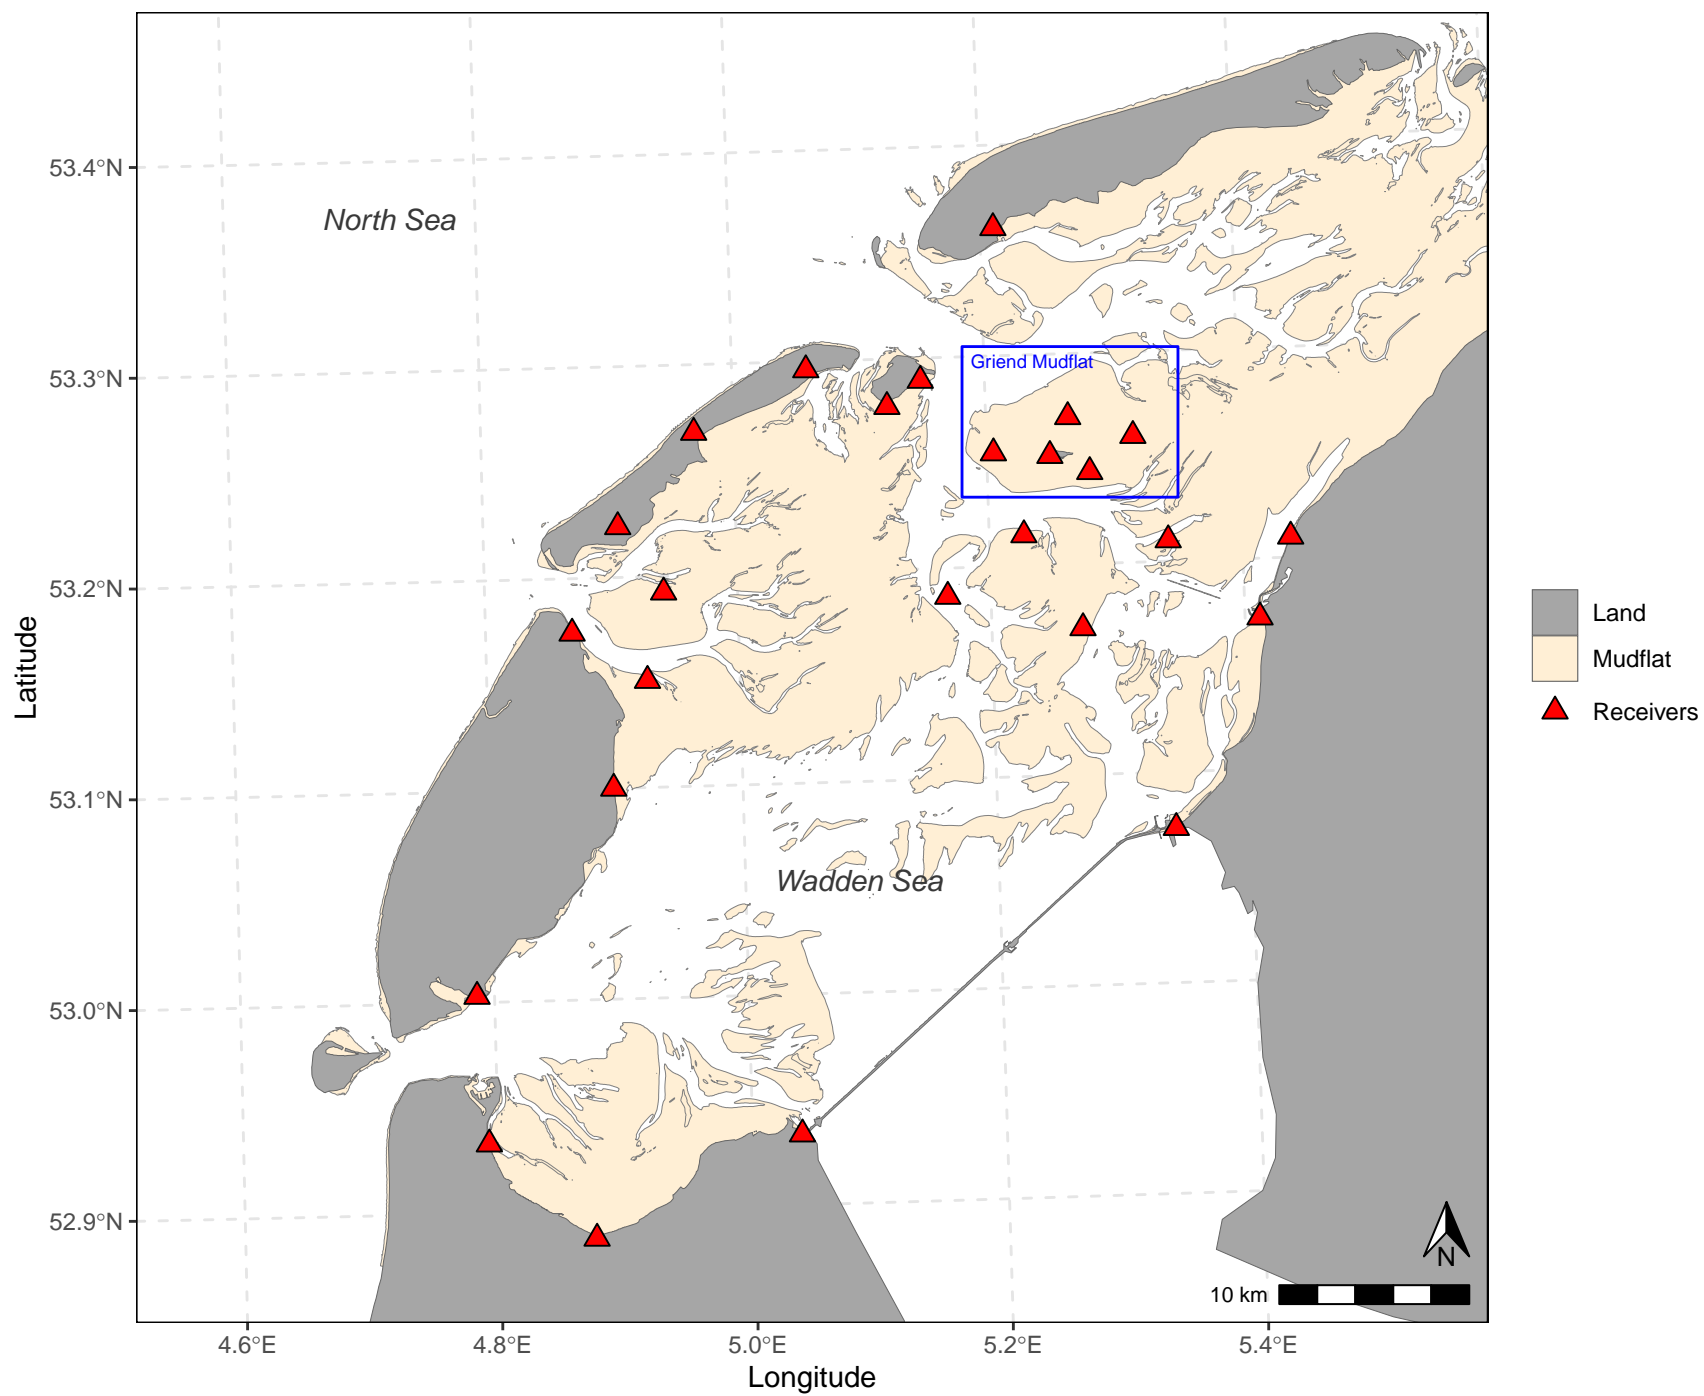 53.4°N
North Sea
53.3°N
Griend Mudflat
53.2°N
Land
Mudflat
Receivers
Latitude
53.1°N
Wadden Sea
53.0°N
52.9°N
N
10 km
4.6°E
4.8°E
5.0°E
5.2°E
5.4°E
Longitude